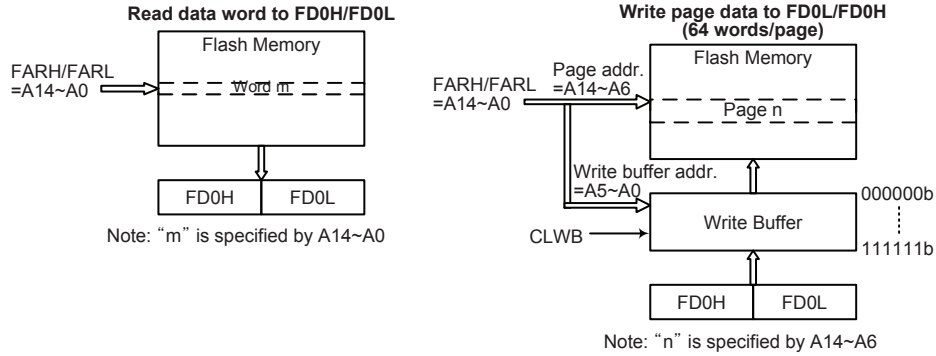 Read data word to FD0H/FD0L
Flash Memory
FARH/FARL
=A14~A0
Word m
FD0H
FD0L
Note: “m” is specified by A14~A0
Write page data to FD0L/FD0H
(64 words/page)
Flash Memory
Page addr.
=A14~A6
FARH/FARL
=A14~A0
Page n
Write buffer addr.
=A5~A0
000000b
Write Buffer
CLWB
111111b
FD0H
FD0L
Note: “n” is specified by A14~A6